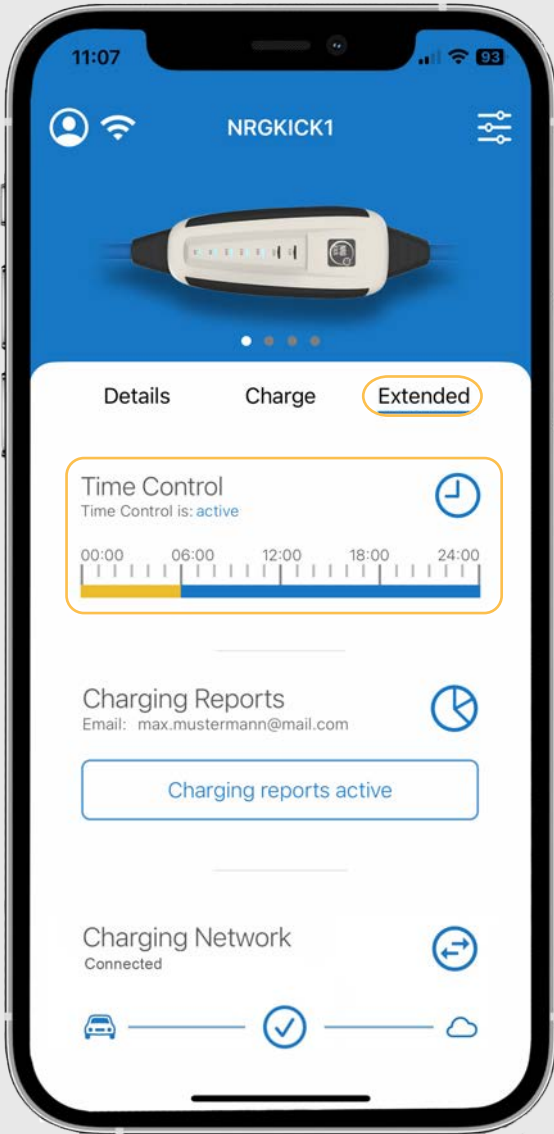 11:07
93
NRGKICK1
Details Charge Extended
Time Control
Time Control is: active
00:00 06:00 12:00 18:00 24:00
Charging Reports
Email: max.mustermann@mail.com
Charging reports active
Charging Network
Connected